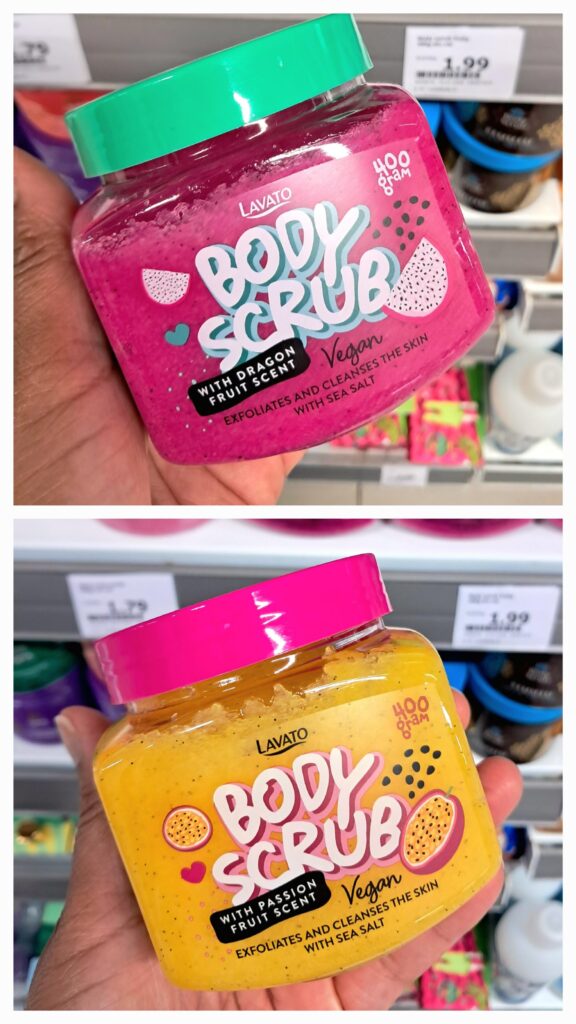 1.79
1.99
400
gram
LAVATO
BODY
SCRUB
WITH DRAGON
FRUIT SCENT
Vegan
EXFOLIATES AND CLEANSES THE SKIN
WITH SEA SALT
1.79
1.99
400
gram
LAVATO
BODY
SCRUB
WITH PASSION
FRUIT SCENT
Vegan
EXFOLIATES AND CLEANSES THE SKIN
WITH SEA SALT